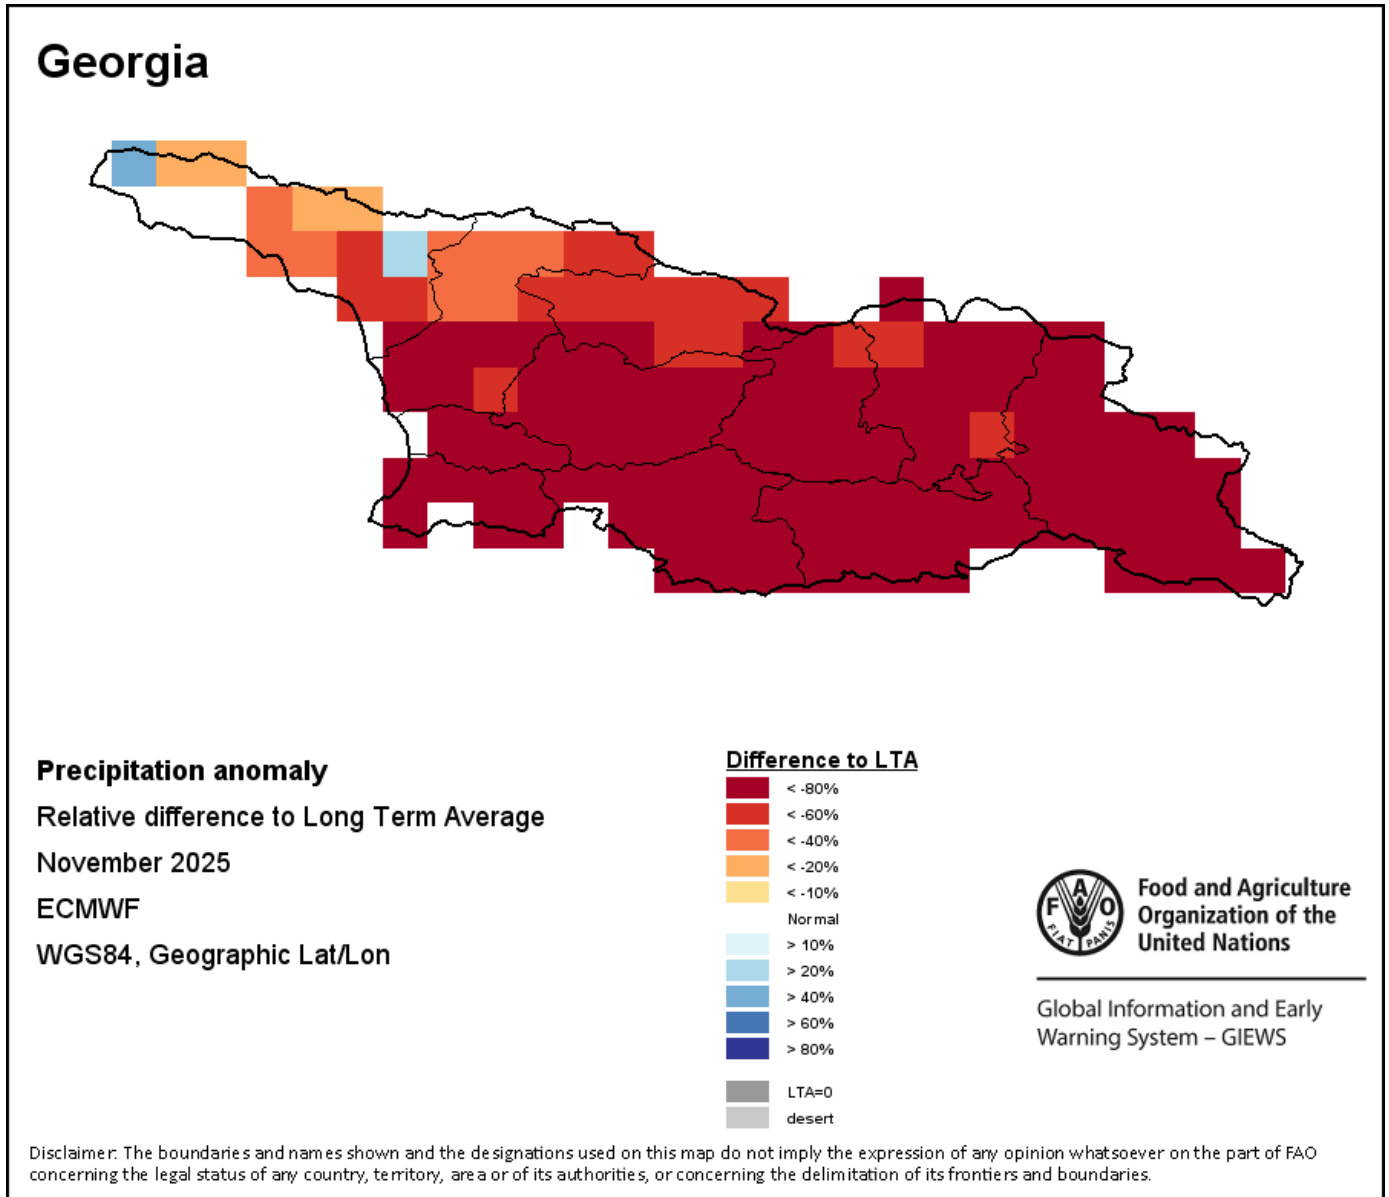 Georgia
Precipitation anomaly
Relative difference to Long Term Average
November 2025
ECMWF
WGS84, Geographic Lat/Lon
Difference to LTA
< -80%
< -60%
< -40%
< -20%
< -10%
Normal
> 10%
> 20%
> 40%
> 60%
> 80%
LTA=0
desert
F A O
FIAT PANIS
Food and Agriculture
Organization of the
United Nations
Global Information and Early
Warning System – GIEWS
Disclaimer: The boundaries and names shown and the designations used on this map do not imply the expression of any opinion whatsoever on the part of FAO
concerning the legal status of any country, territory, area or of its authorities, or concerning the delimitation of its frontiers and boundaries.